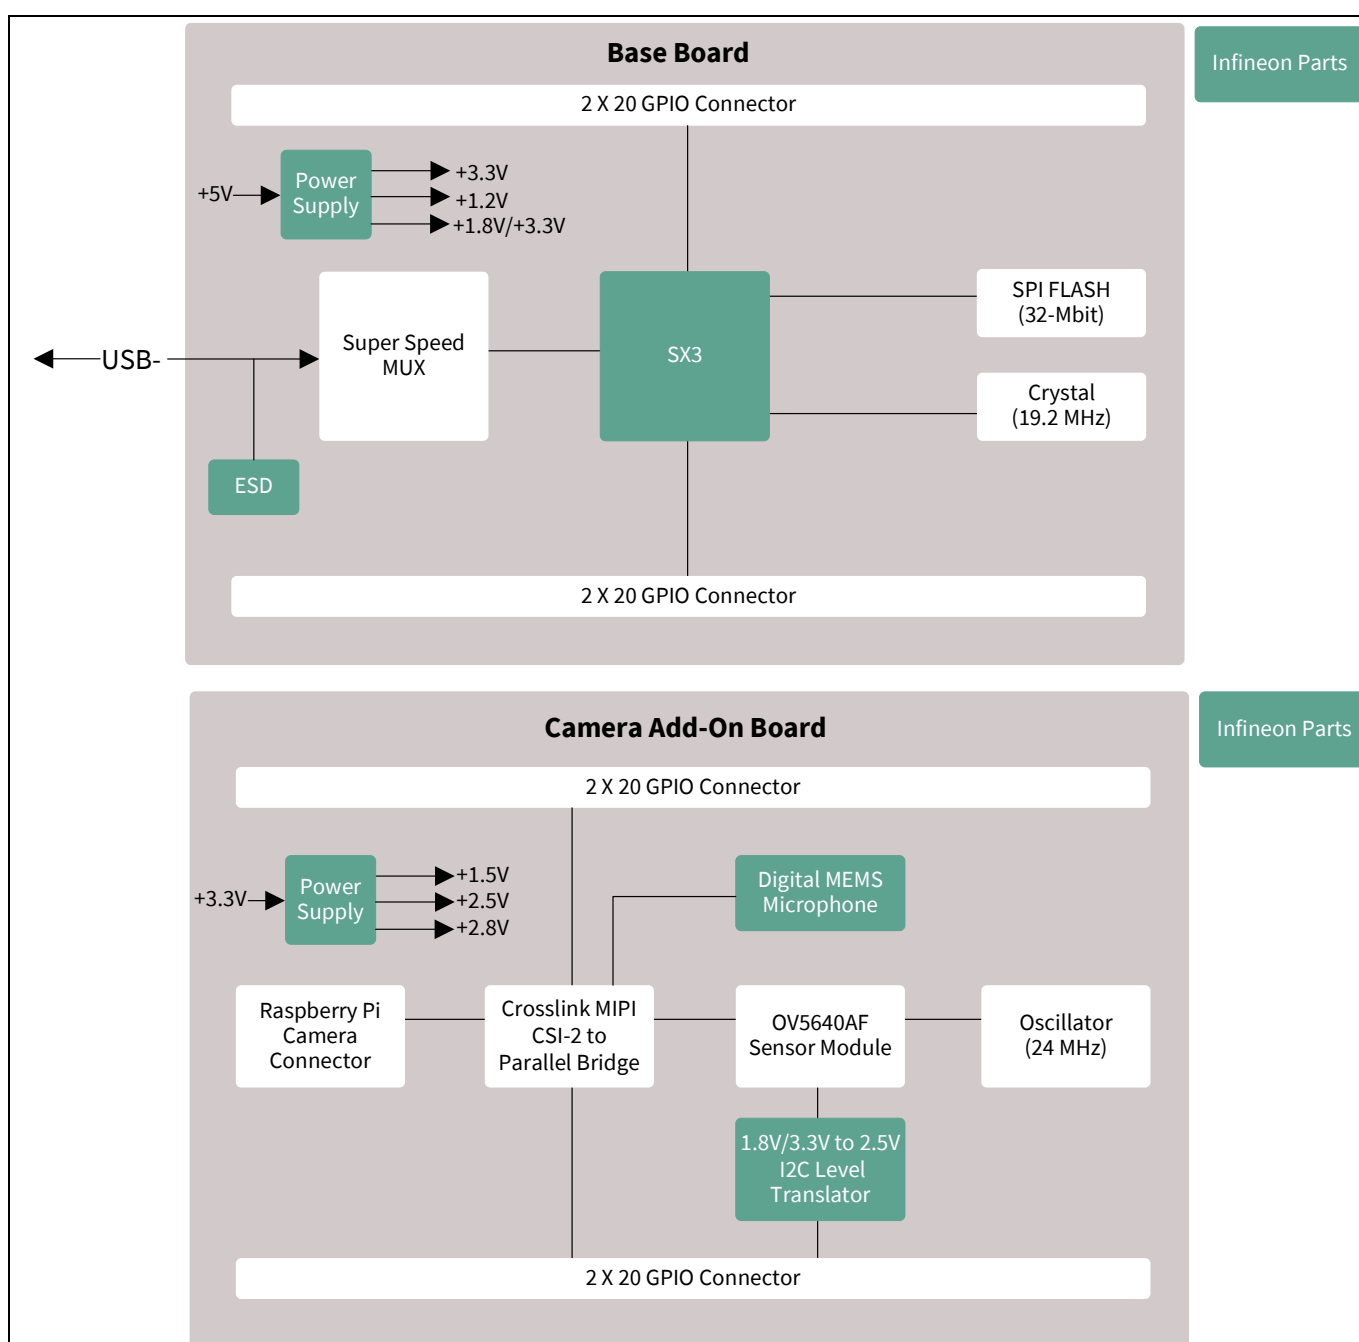 Base Board
Infineon Parts
2 X 20 GPIO Connector
+5V
Power
Supply
+3.3V
+1.2V
+1.8V/+3.3V
USB-
Super Speed
MUX
SX3
SPI FLASH
(32-Mbit)
Crystal
(19.2 MHz)
ESD
2 X 20 GPIO Connector
Camera Add-On Board
Infineon Parts
2 X 20 GPIO Connector
+3.3V
Power
Supply
+1.5V
+2.5V
+2.8V
Digital MEMS
Microphone
Raspberry Pi
Camera
Connector
Crosslink MIPI
CSI-2 to
Parallel Bridge
OV5640AF
Sensor Module
Oscillator
(24 MHz)
1.8V/3.3V to 2.5V
I2C Level
Translator
2 X 20 GPIO Connector